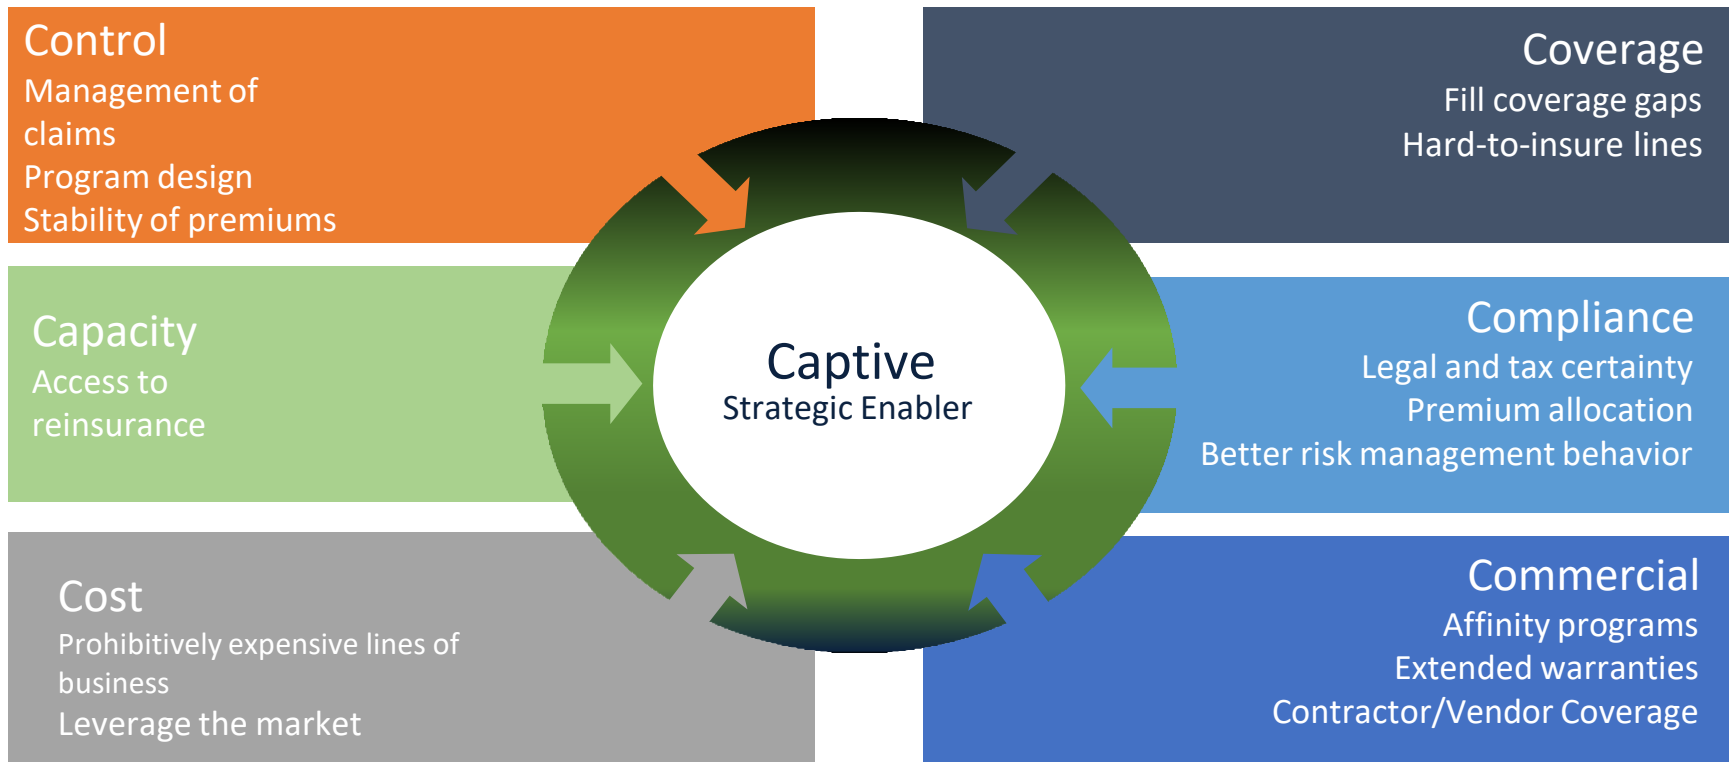 Control
Management of
claims
Program design
Stability of premiums
Coverage
Fill coverage gaps
Hard-to-insure lines
Capacity
Access to
reinsurance
Captive
Strategic Enabler
Compliance
Legal and tax certainty
Premium allocation
Better risk management behavior
Cost
Prohibitively expensive lines of
business
Leverage the market
Commercial
Affinity programs
Extended warranties
Contractor/Vendor Coverage